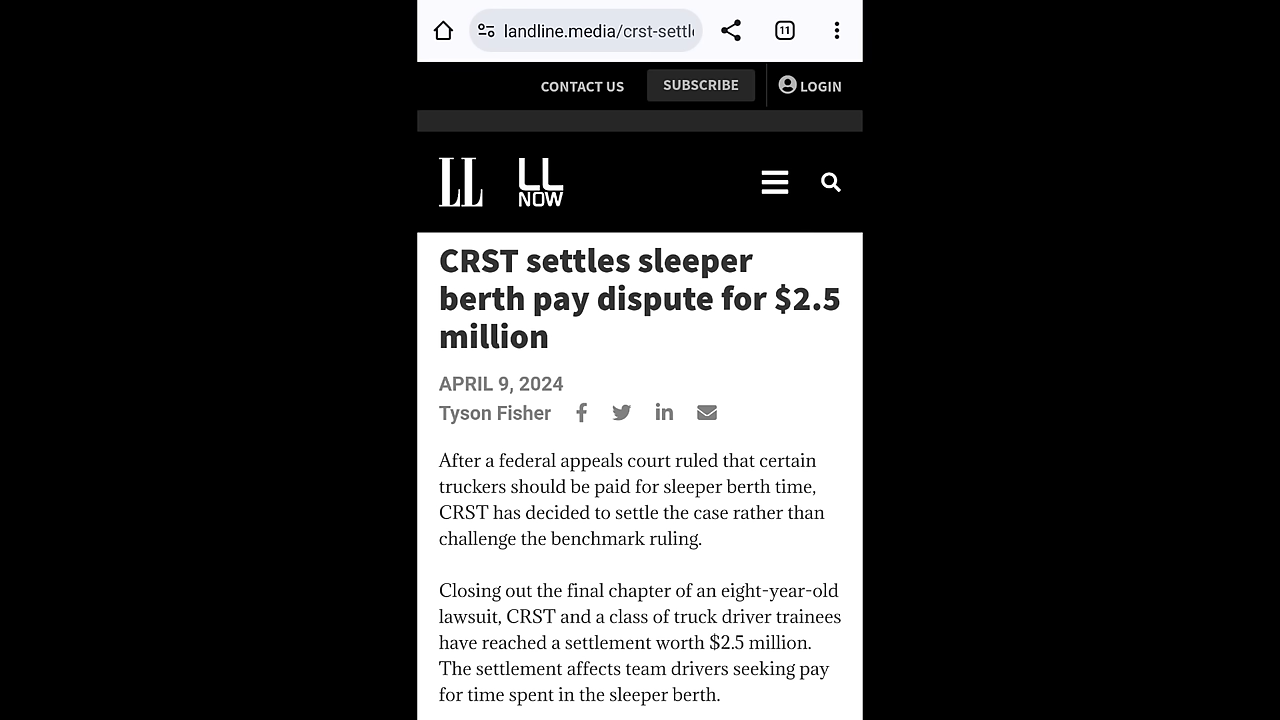 landline.media/crst-settl
11
CONTACT US
SUBSCRIBE
LOGIN
LL
LL
NOW
CRST settles sleeper
berth pay dispute for $2.5
million
APRIL 9, 2024
Tyson Fisher
After a federal appeals court ruled that certain
truckers should be paid for sleeper berth time,
CRST has decided to settle the case rather than
challenge the benchmark ruling.
Closing out the final chapter of an eight-year-old
lawsuit, CRST and a class of truck driver trainees
have reached a settlement worth $2.5 million.
The settlement affects team drivers seeking pay
for time spent in the sleeper berth.